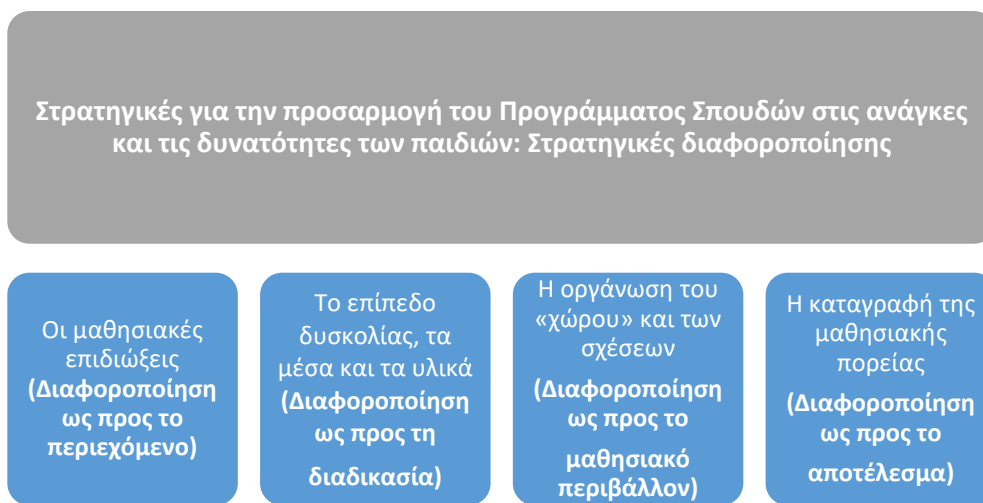 Στρατηγικές για την προσαρμογή του Προγράμματος Σπουδών στις ανάγκες
και τις δυνατότητες των παιδιών: Στρατηγικές διαφοροποίησης
Οι μαθησιακές
επιδιώξεις
(Διαφοροποίηση
ως προς το
περιεχόμενο)
Το επίπεδο
δυσκολίας, τα
μέσα και τα υλικά
(Διαφοροποίηση
ως προς τη
διαδικασία)
Η οργάνωση του
«χώρου» και των
σχέσεων
(Διαφοροποίηση
ως προς το
μαθησιακό
περιβάλλον)
Η καταγραφή της
μαθησιακής
πορείας
(Διαφοροποίηση
ως προς το
αποτέλεσμα)